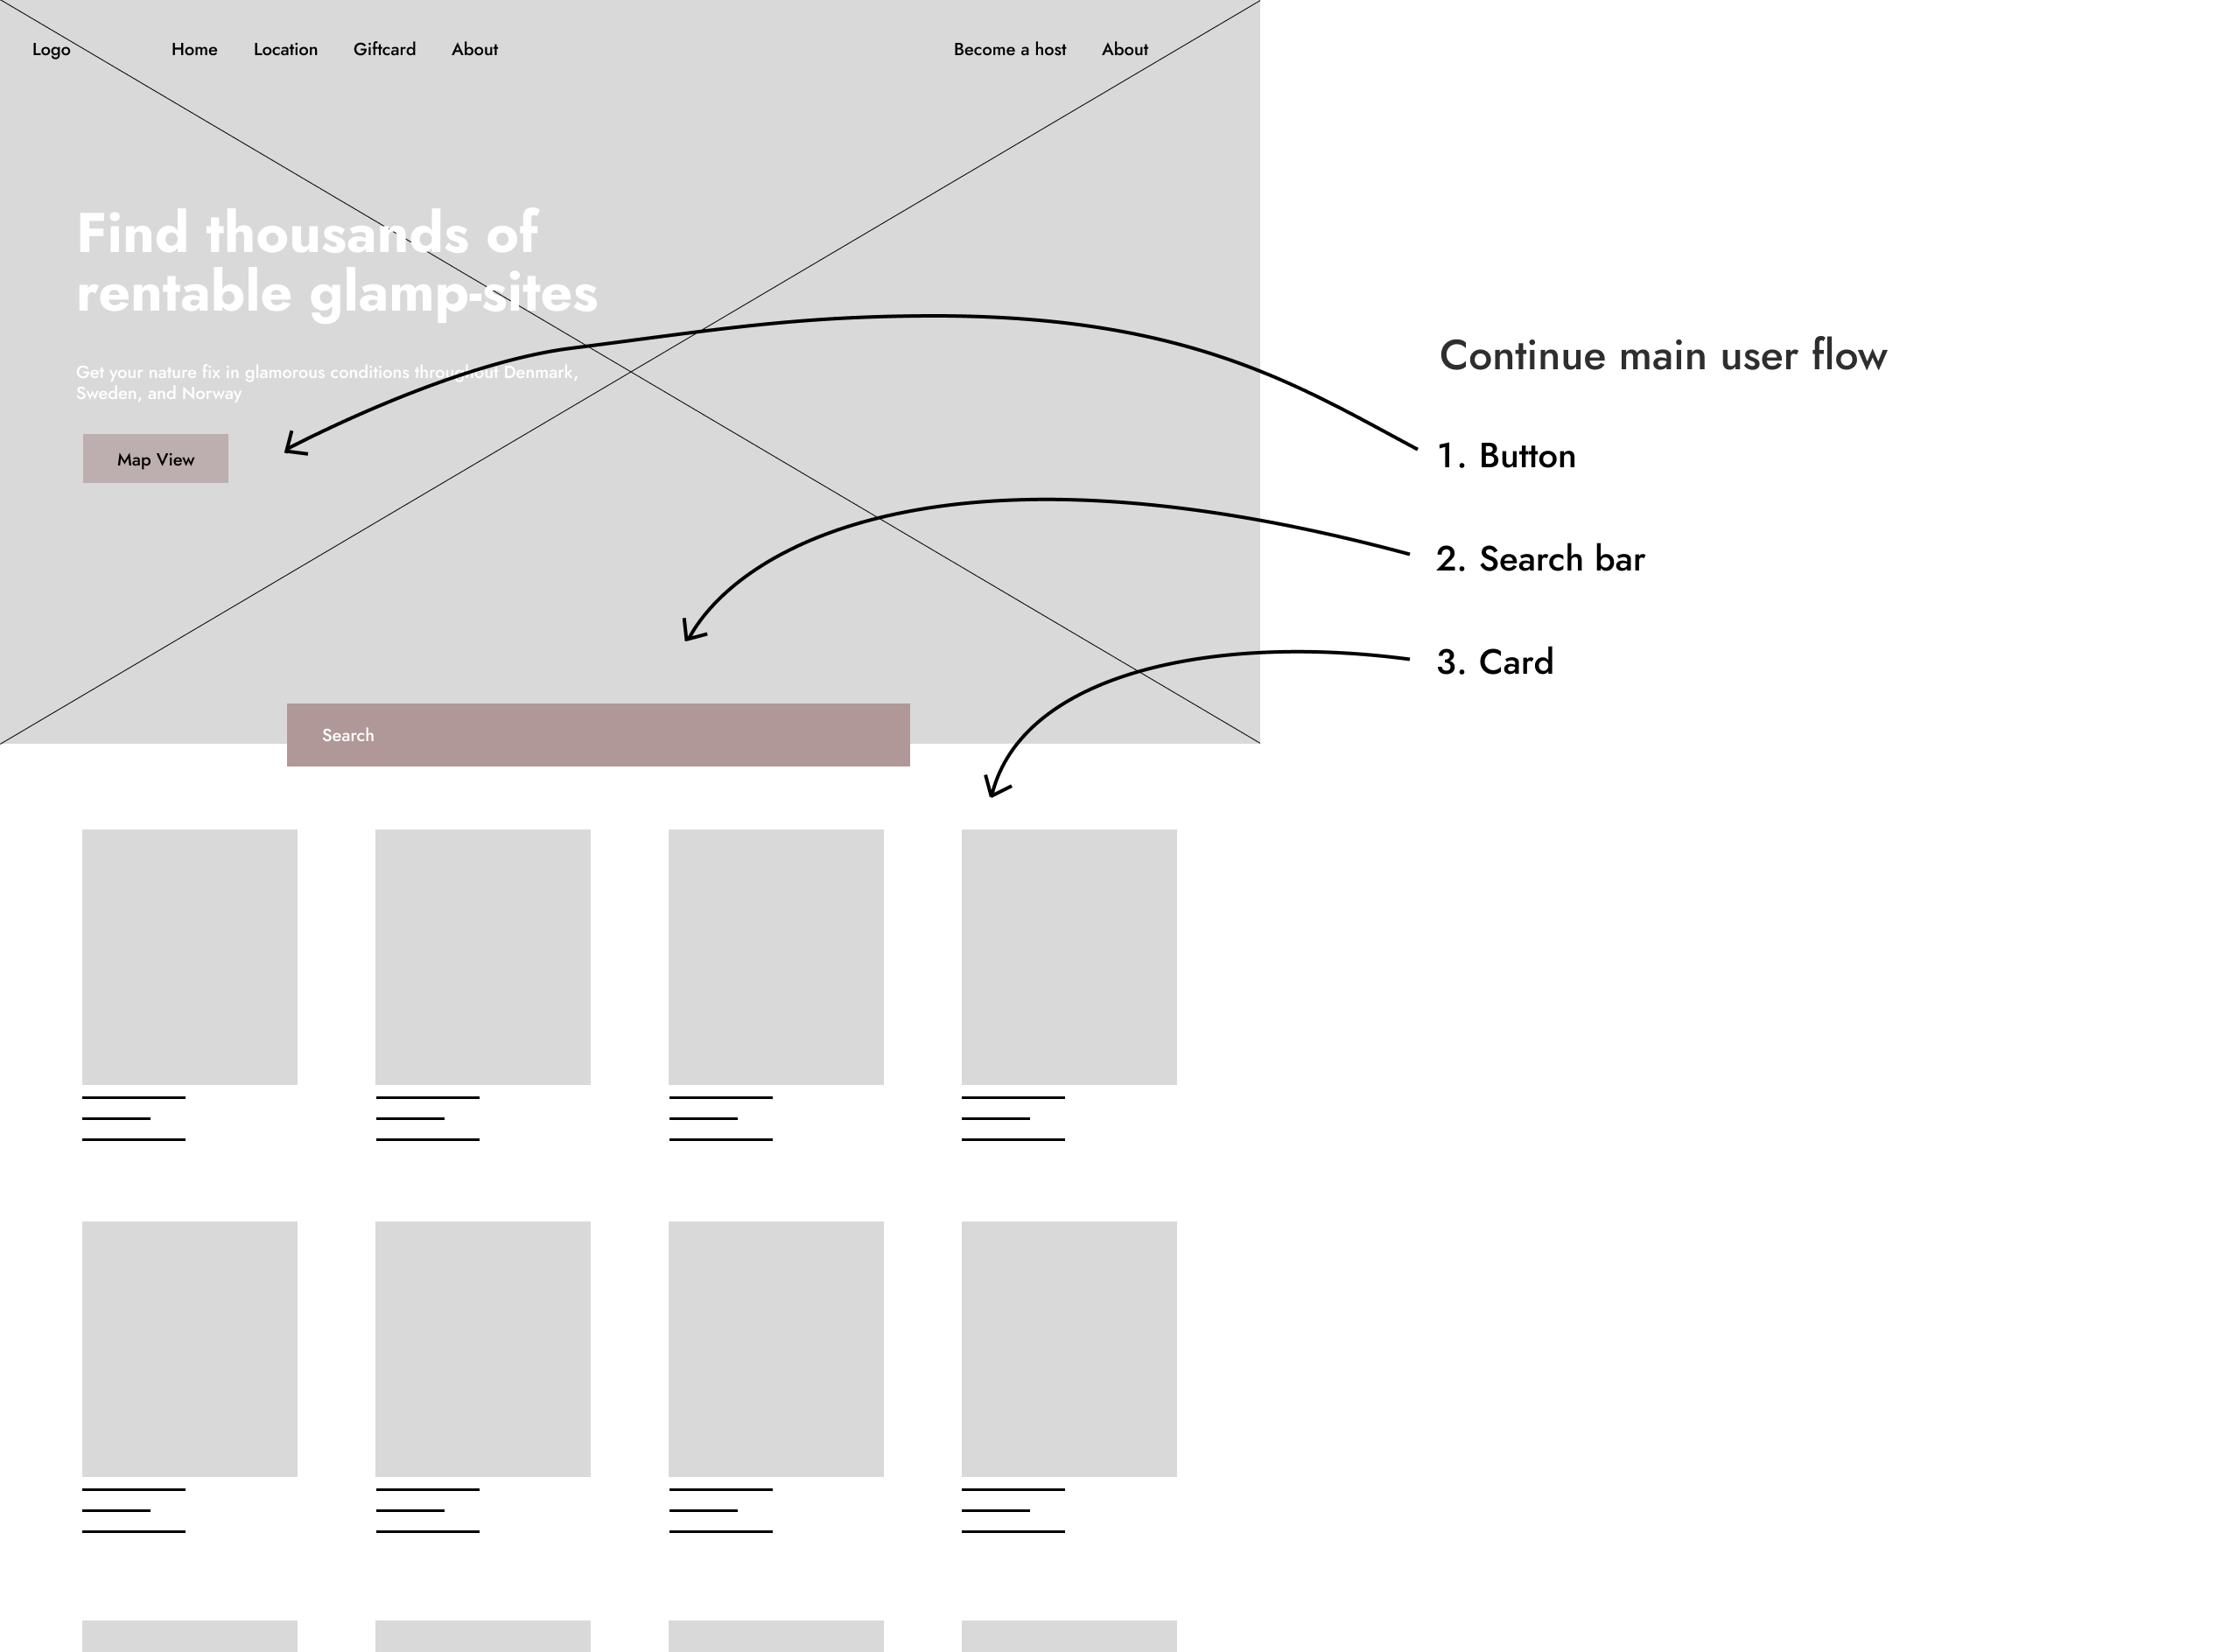 Logo Home Location Giftcard About Become a host About
Find thousands of
rentable glamp-sites
Get your nature fix in glamorous conditions throughout Denmark,
Sweden, and Norway
Map View
Continue main user flow
1. Button
2. Search bar
3. Card
Search